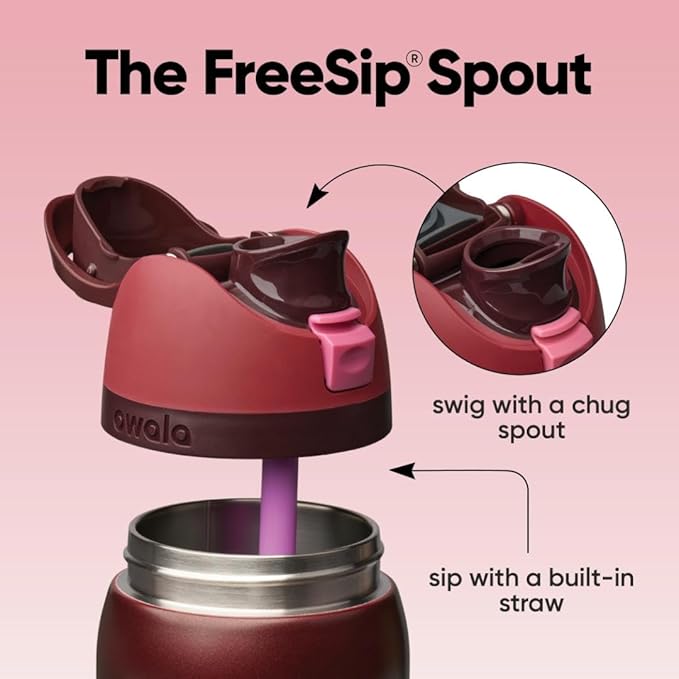 The FreeSip® Spout
swig with a chug
spout
owala
sip with a built-in
straw